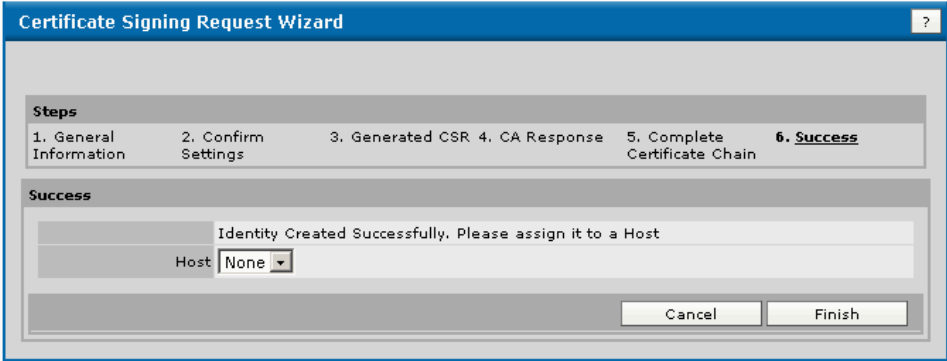 Certificate Signing Request Wizard ?
Steps
1. General Information 2. Confirm Settings 3. Generated CSR 4. CA Response 5. Complete Certificate Chain 6. Success
Success
Identity Created Successfully. Please assign it to a Host
Host None
Cancel Finish